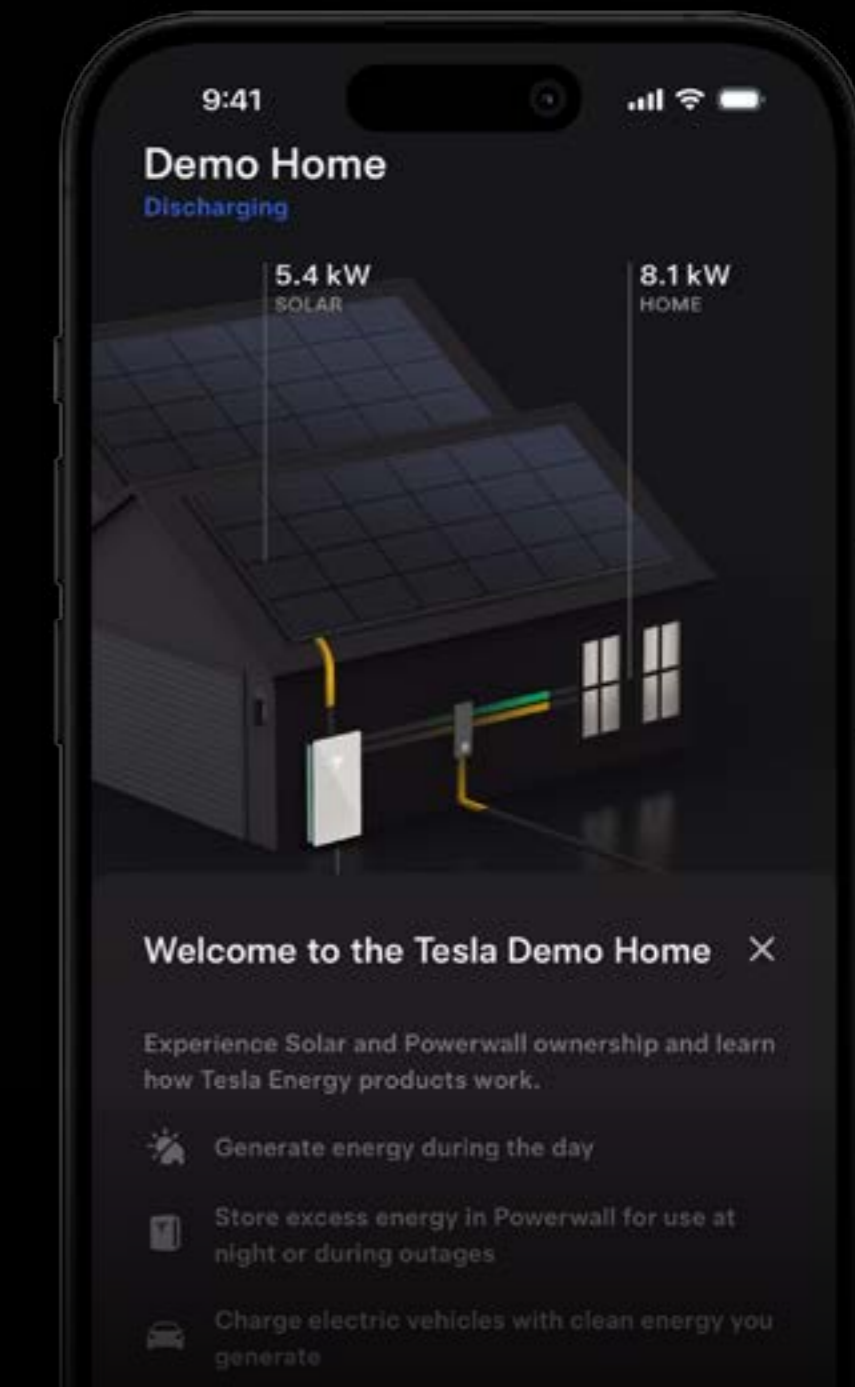 9:41
Demo Home
Discharging
5.4 kW
SOLAR
8.1 kW
HOME
Welcome to the Tesla Demo Home
Experience Solar and Powerwall ownership and learn
how Tesla Energy products work.
Generate energy during the day
Store excess energy in Powerwall for use at
night or during outages
Charge electric vehicles with clean energy you
generate